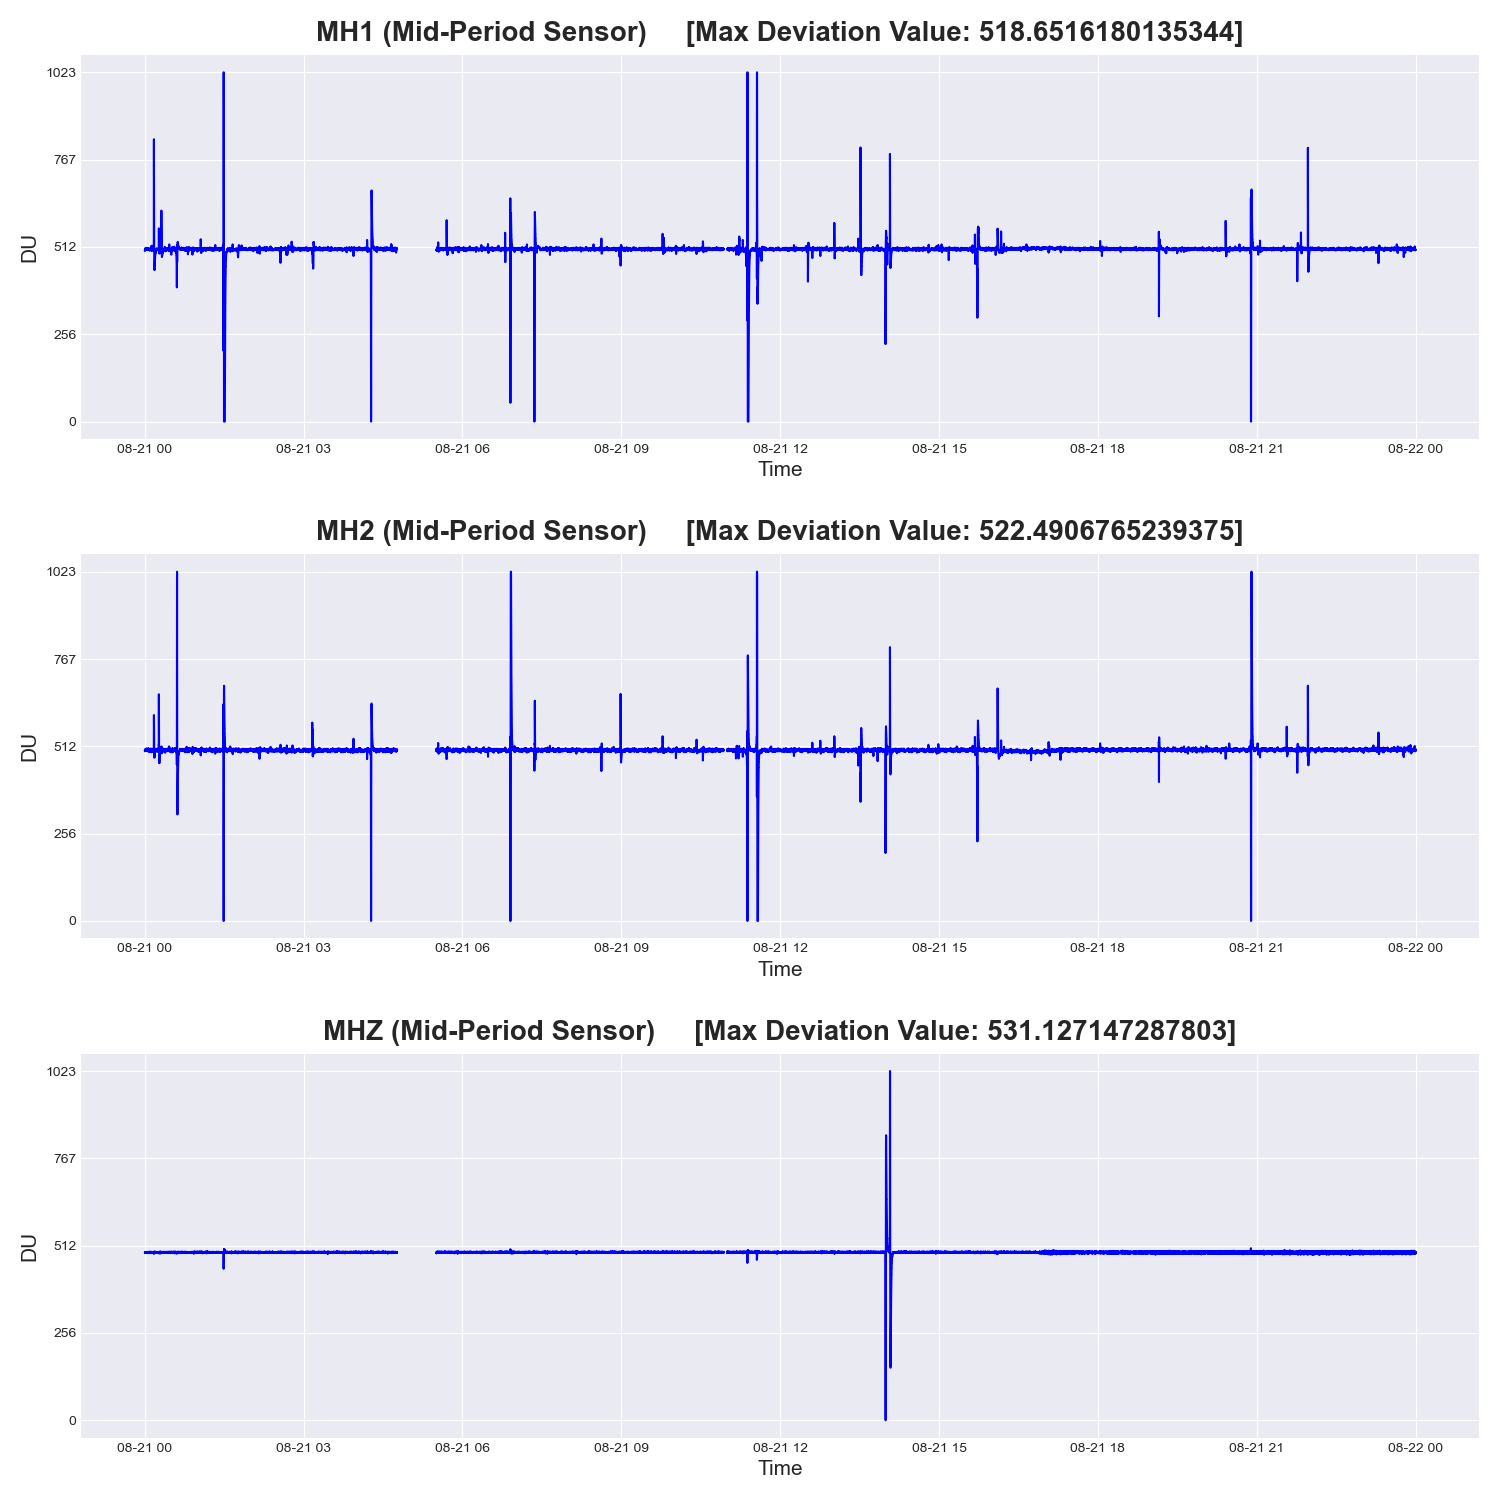 MH1 (Mid-Period Sensor) [Max Deviation Value: 518.6516180135344]
1023
767
512
256
0
DU
08-21 00 08-21 03 08-21 06 08-21 09 08-21 12 08-21 15 08-21 18 08-21 21 08-22 00
Time
MH2 (Mid-Period Sensor) [Max Deviation Value: 522.4906765239375]
1023
767
512
256
0
DU
08-21 00 08-21 03 08-21 06 08-21 09 08-21 12 08-21 15 08-21 18 08-21 21 08-22 00
Time
MHZ (Mid-Period Sensor) [Max Deviation Value: 531.127147287803]
1023
767
512
256
0
DU
08-21 00 08-21 03 08-21 06 08-21 09 08-21 12 08-21 15 08-21 18 08-21 21 08-22 00
Time